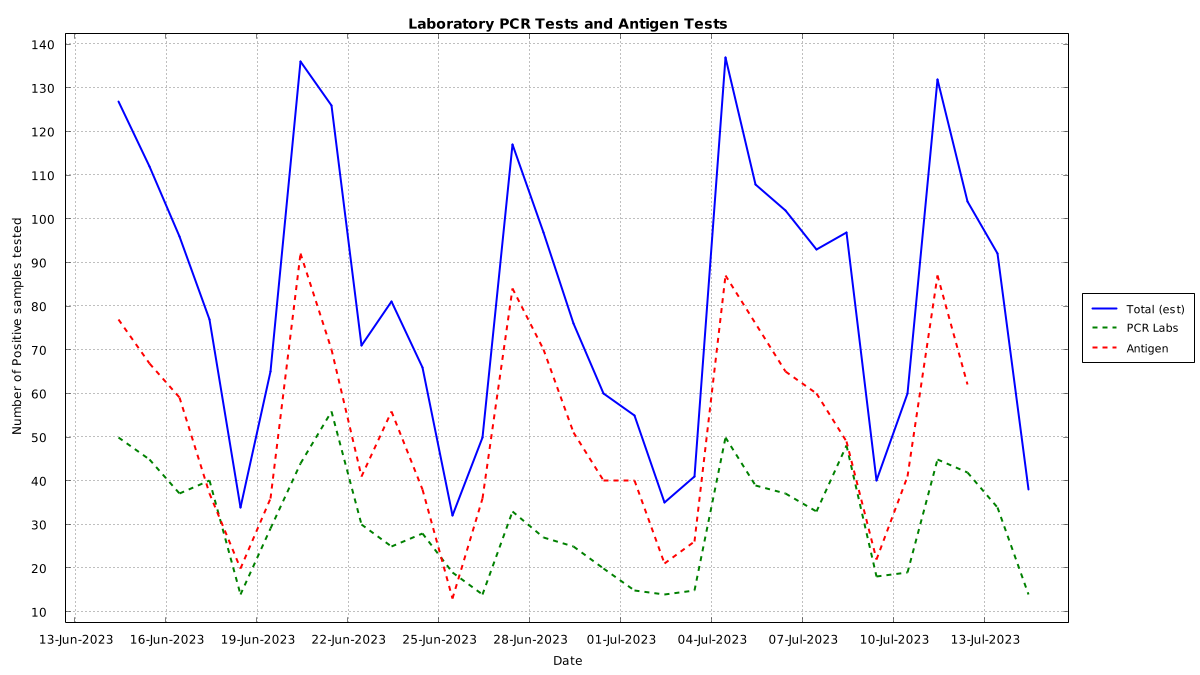 Laboratory PCR Tests and Antigen Tests
Number of Positive samples tested
140
130
120
110
100
90
80
70
60
50
40
30
20
10
13-Jun-2023 16-Jun-2023 19-Jun-2023 22-Jun-2023 25-Jun-2023 28-Jun-2023 01-Jul-2023 04-Jul-2023 07-Jul-2023 10-Jul-2023 13-Jul-2023
Date
Total (est)
PCR Labs
Antigen